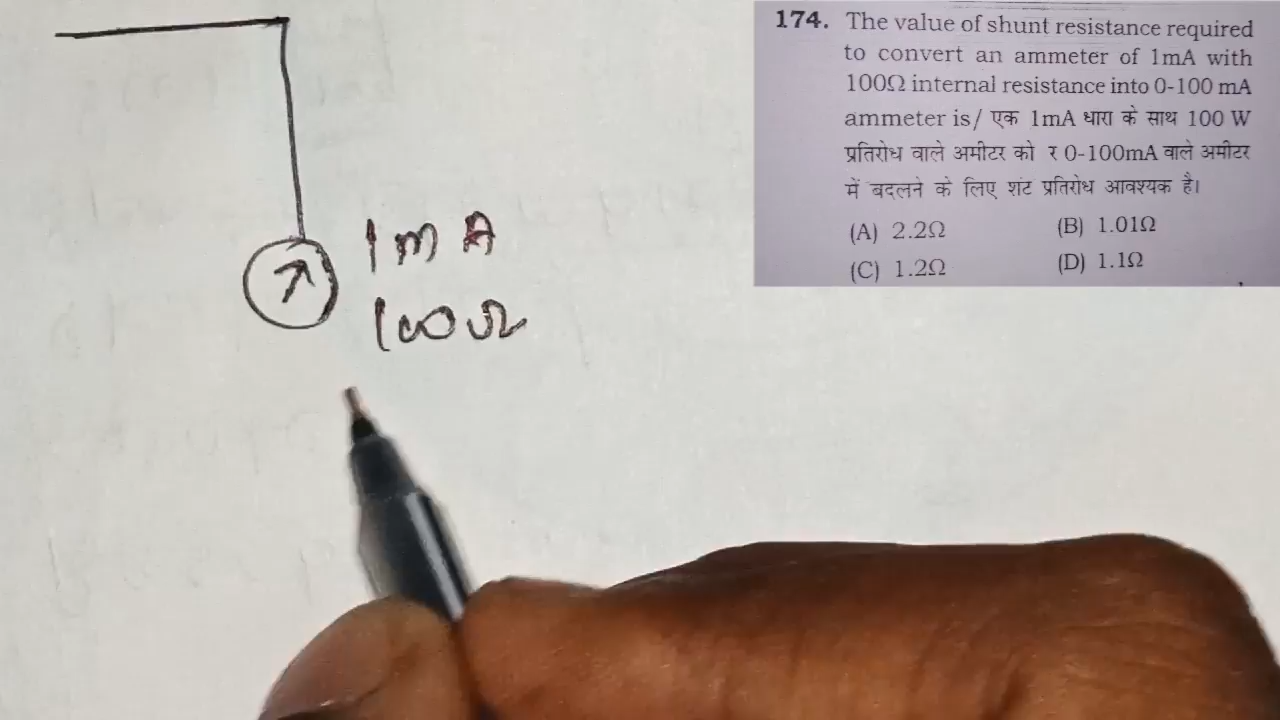 174. The value of shunt resistance required
to convert an ammeter of 1mA with
100Ω internal resistance into 0-100 mA
ammeter is/ एक 1mA धारा के साथ 100 W
प्रतिरोध वाले अमीटर को र 0-100mA वाले अमीटर
में बदलने के लिए शंट प्रतिरोध आवश्यक है।
(A) 2.2Ω (B) 1.01Ω
(C) 1.2Ω (D) 1.1Ω
1mA
100Ω